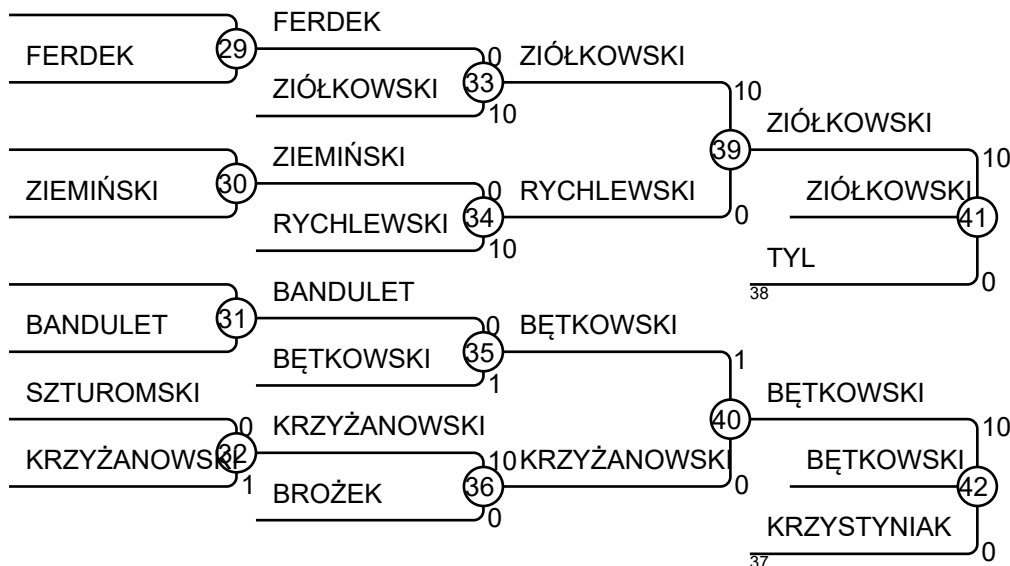 FERDEK
FERDEK
29
0
ZIÓŁKOWSKI
ZIÓŁKOWSKI
33
10
10
ZIÓŁKOWSKI
ZIEMIŃSKI
39
10
ZIEMIŃSKI
30
0
RYCHLEWSKI
ZIÓŁKOWSKI
RYCHLEWSKI
34
0
41
10
TYL
BANDULET
38
0
BANDULET
31
0
BĘTKOWSKI
BĘTKOWSKI
35
1
1
SZTUROMSKI
BĘTKOWSKI
0
KRZYŻANOWSKI
40
10
KRZYŻANOWSKI
32
10
KRZYŻANOWSKI
BĘTKOWSKI
1
BROŻEK
36
0
42
0
KRZYSTYNIAK
37
0